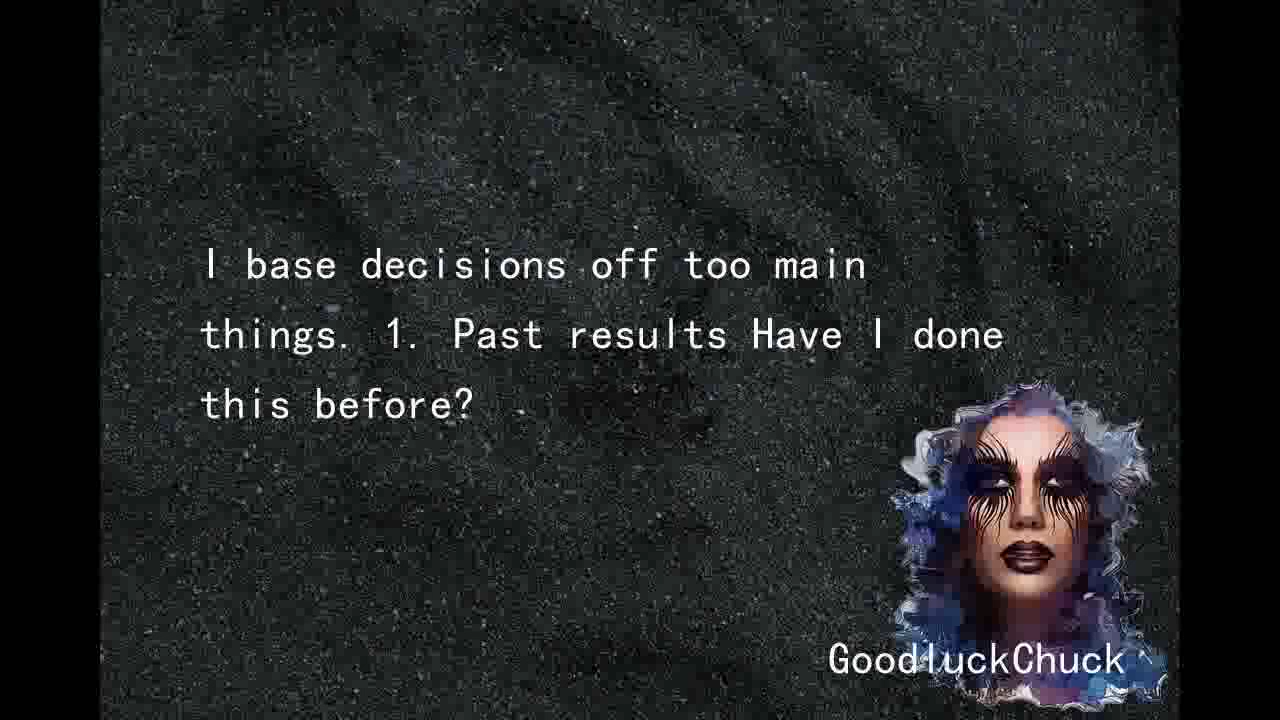 I base decisions off too main
things. 1. Past results Have I done
this before?
GoodluckChuck